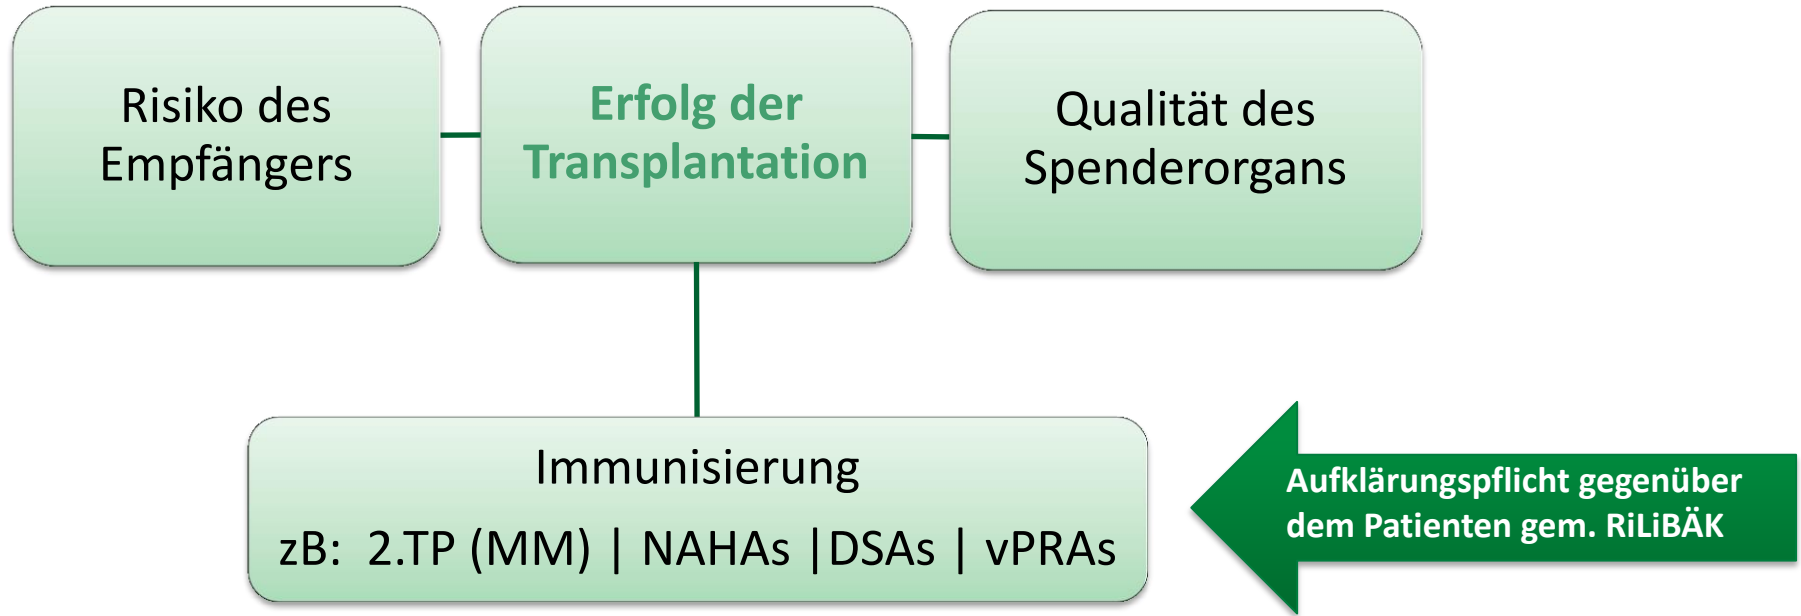 Risiko des
Empfängers
Erfolg der
Transplantation
Qualität des
Spenderorgans
Immunisierung
zB:  2.TP (MM) | NAHAs |DSAs | vPRAs
Aufklärungspflicht gegenüber
dem Patienten gem. RiLiBÄK